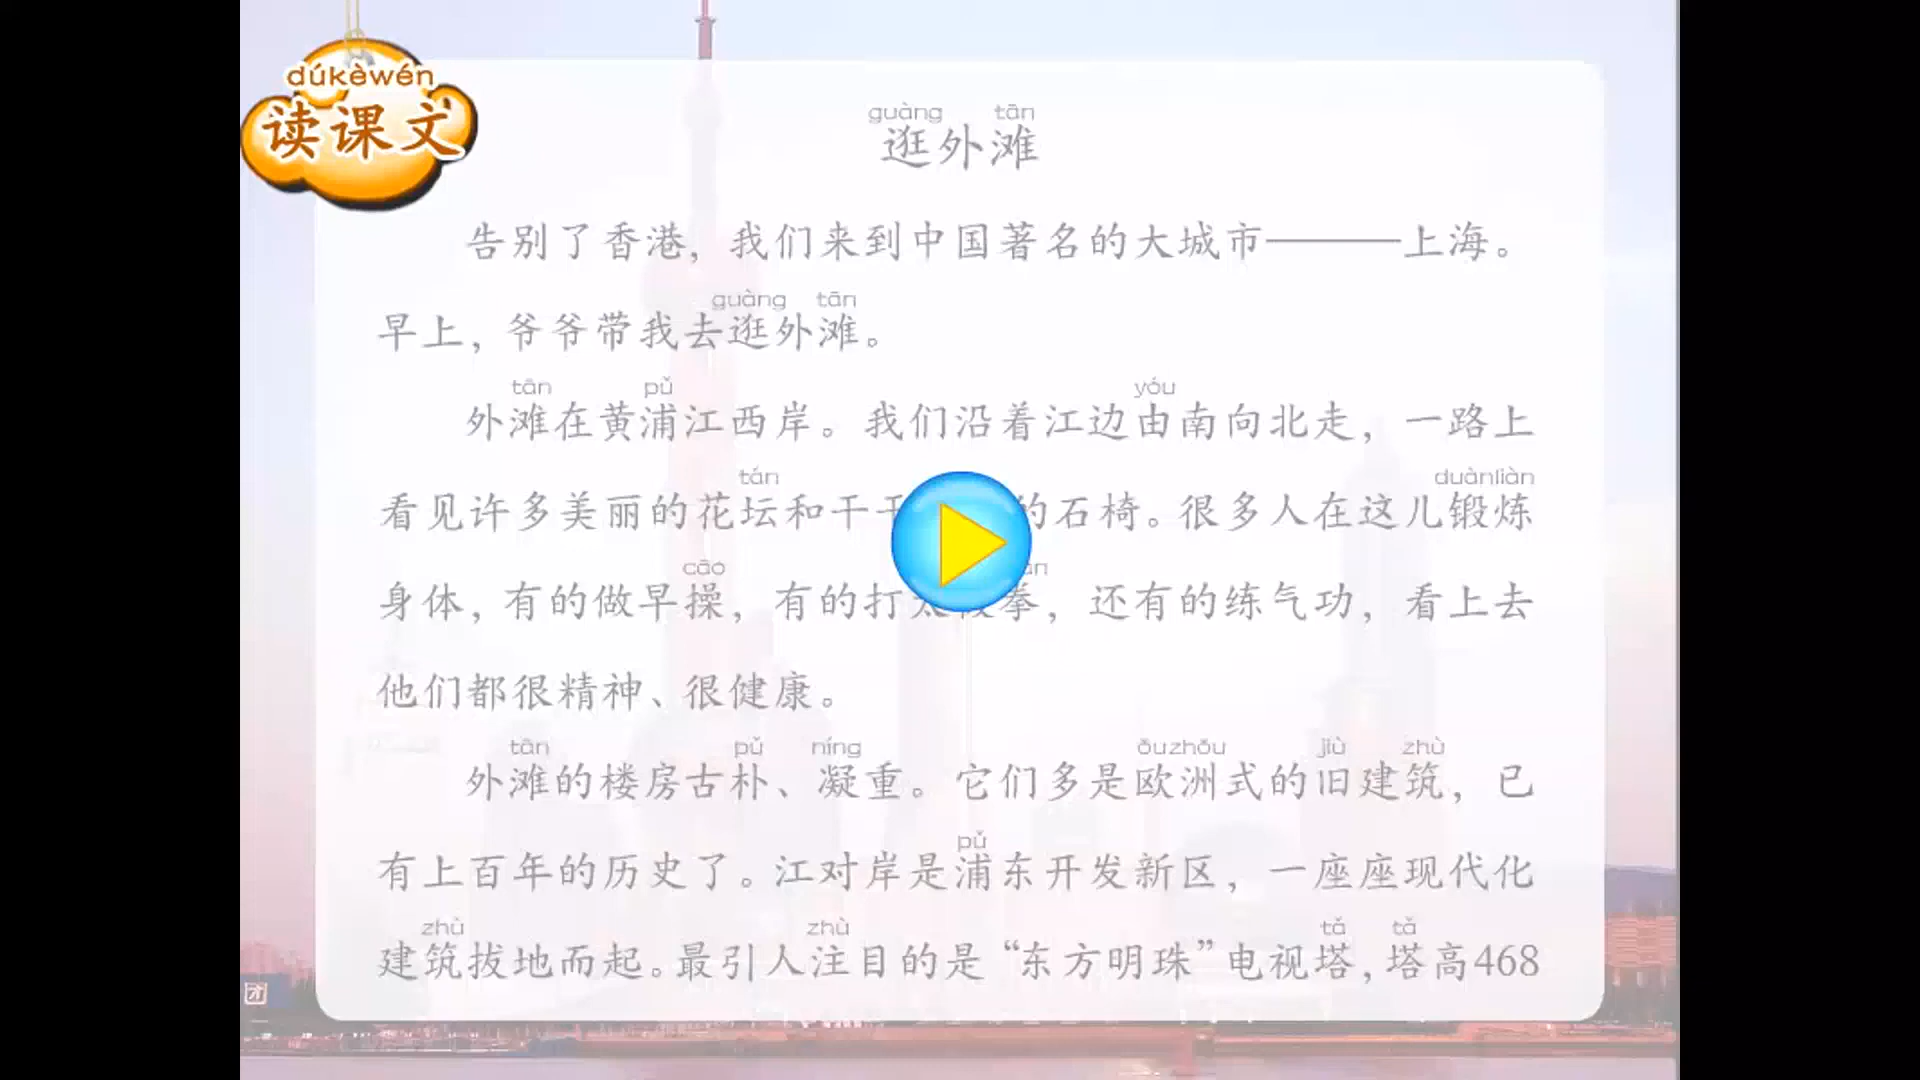 dúkèwén
读课文
guàng tān
逛外滩
告别了香港，我们来到中国著名的大城市———上海。
guàng tān
早上，爷爷带我去逛外滩。
tān pǔ yóu
外滩在黄浦江西岸。我们沿着江边由南向北走，一路上
tán duànliàn
看见许多美丽的花坛和干干的石椅。很多人在这儿锻炼
cāo
身体，有的做早操，有的打太拳，还有的练气功，看上去
他们都很精神、很健康。
tān pǔ níng ōuzhōu jiù zhù
外滩的楼房古朴、凝重。它们多是欧洲式的旧建筑，已
pǔ
有上百年的历史了。江对岸是浦东开发新区，一座座现代化
zhù zhù tǎ tǎ
建筑拔地而起。最引人注目的是“东方明珠”电视塔，塔高468